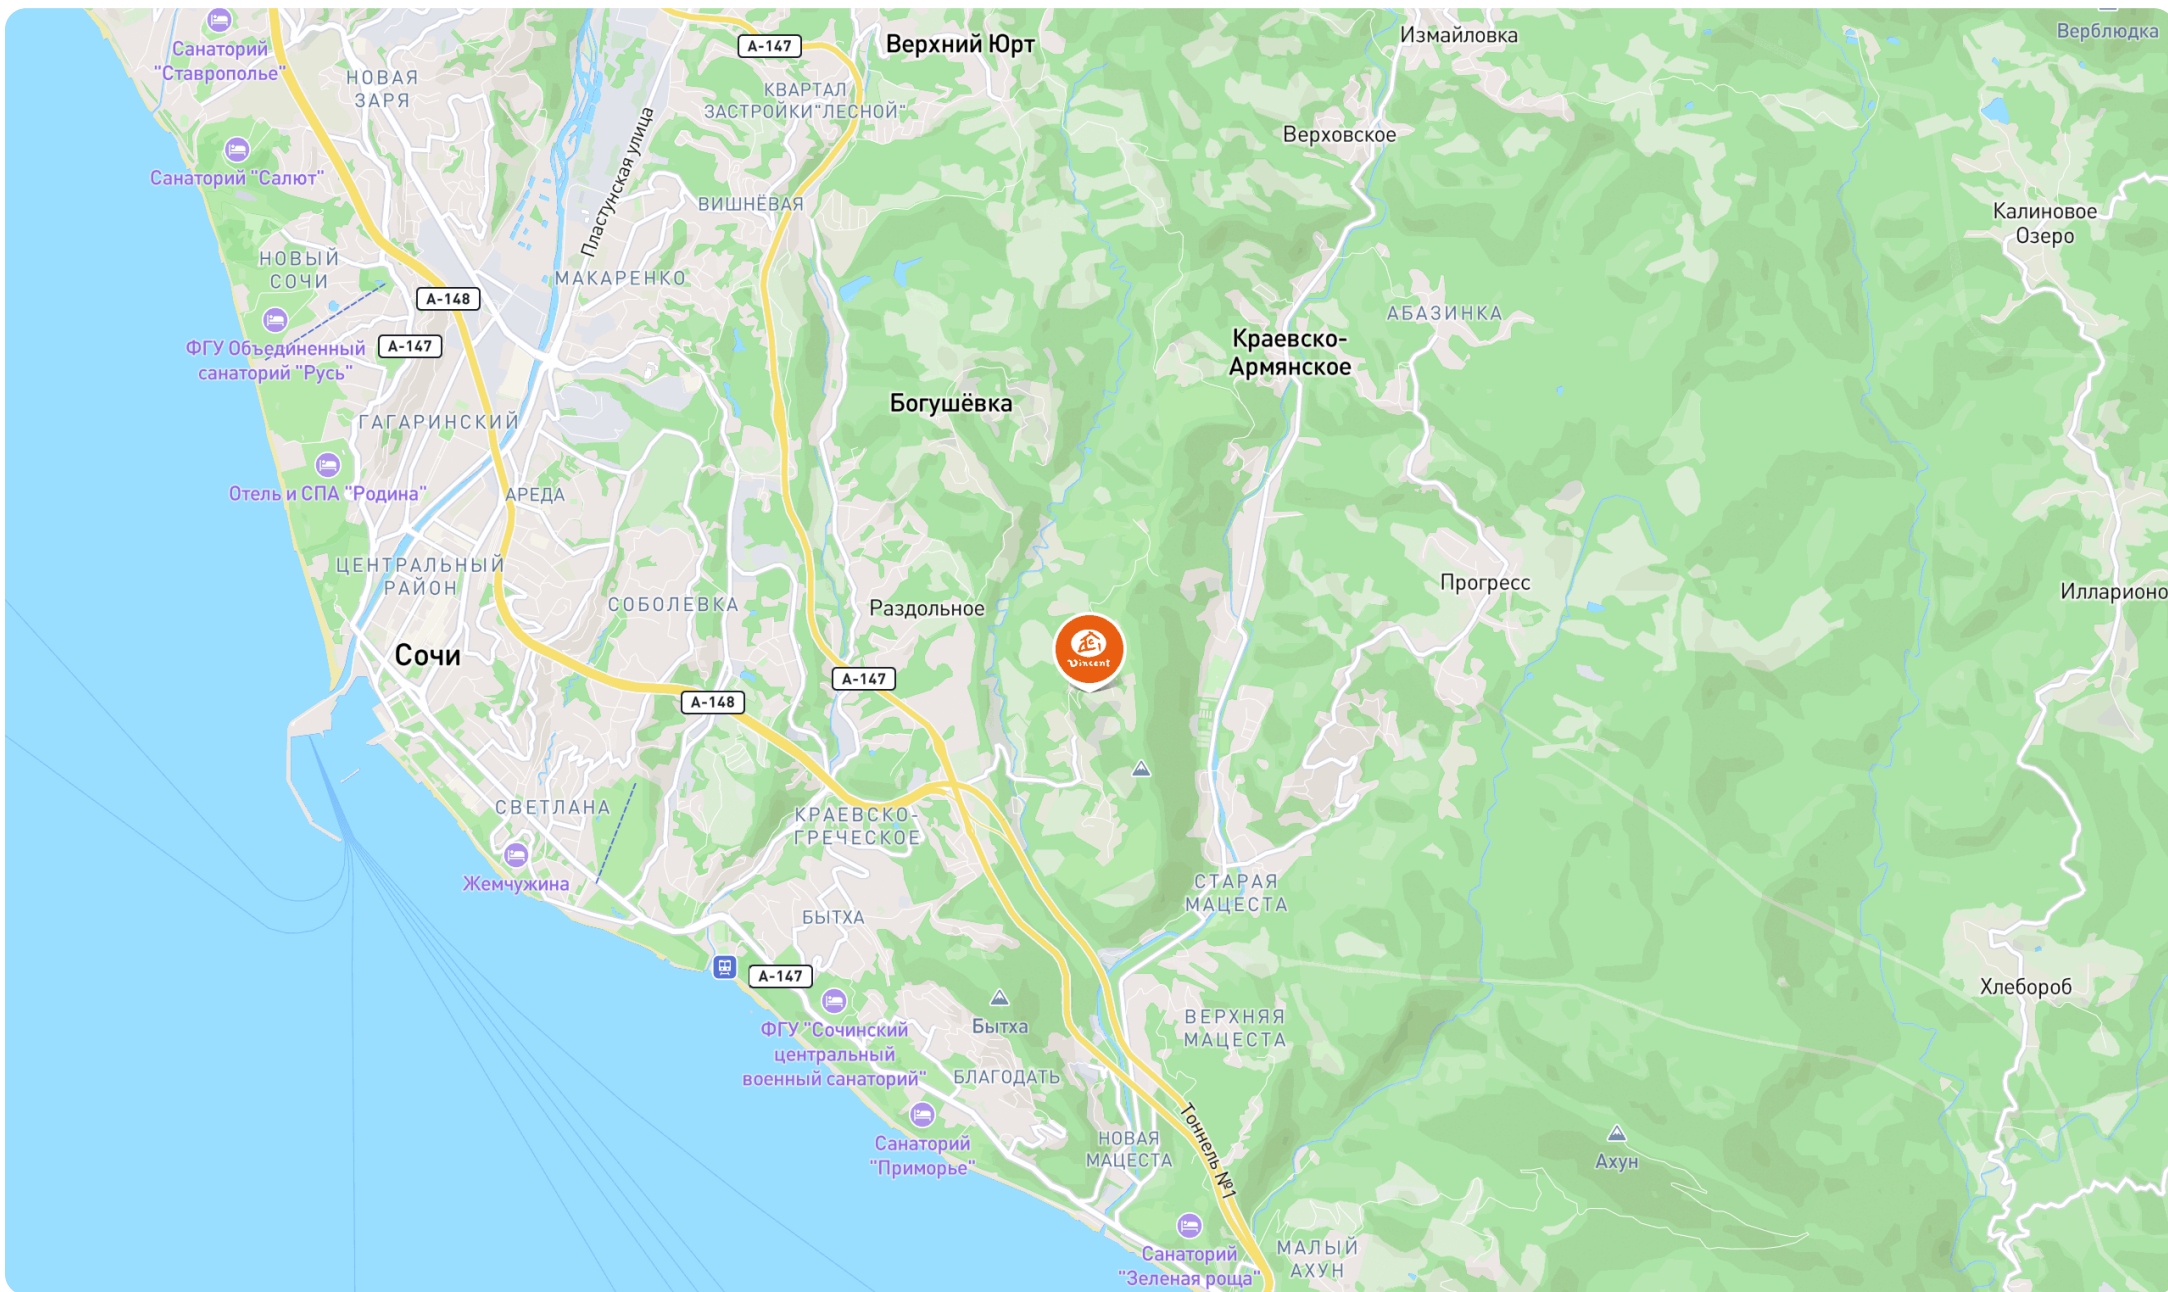 Санаторий
"Ставрополье"
НОВАЯ
ЗАРЯ
А-147
Верхний Юрт
КВАРТАЛ
ЗАСТРОЙКИ"ЛЕСНОЙ"
Измайловка
Верблюдка
Верховское
Санаторий "Салют"
Пластунская улица
ВИШНЁВАЯ
Калиновое
Озеро
НОВЫЙ
СОЧИ
МАКАРЕНКО
А-148
А-147
ФГУ Объединенный
санаторий "Русь"
АБАЗИНКА
Краевско-
Армянское
Богушёвка
ГАГАРИНСКИЙ
Отель и СПА "Родина"
АРЕДА
ЦЕНТРАЛЬНЫЙ
РАЙОН
СОБОЛЕВКА
Раздольное
Прогресс
Илларионо
Сочи
Vincent
А-147
А-148
СВЕТЛАНА
КРАЕВСКО-
ГРЕЧЕСКОЕ
Жемчужина
СТАРАЯ
МАЦЕСТА
БЫТХА
А-147
Хлебороб
ФГУ "Сочинский
центральный
военный санаторий"
Бытха
ВЕРХНЯЯ
МАЦЕСТА
БЛАГОДАТЬ
Санаторий
"Приморье"
НОВАЯ
МАЦЕСТА
Тоннель №1
Ахун
Санаторий
"Зеленая роща"
МАЛЫЙ
АХУН